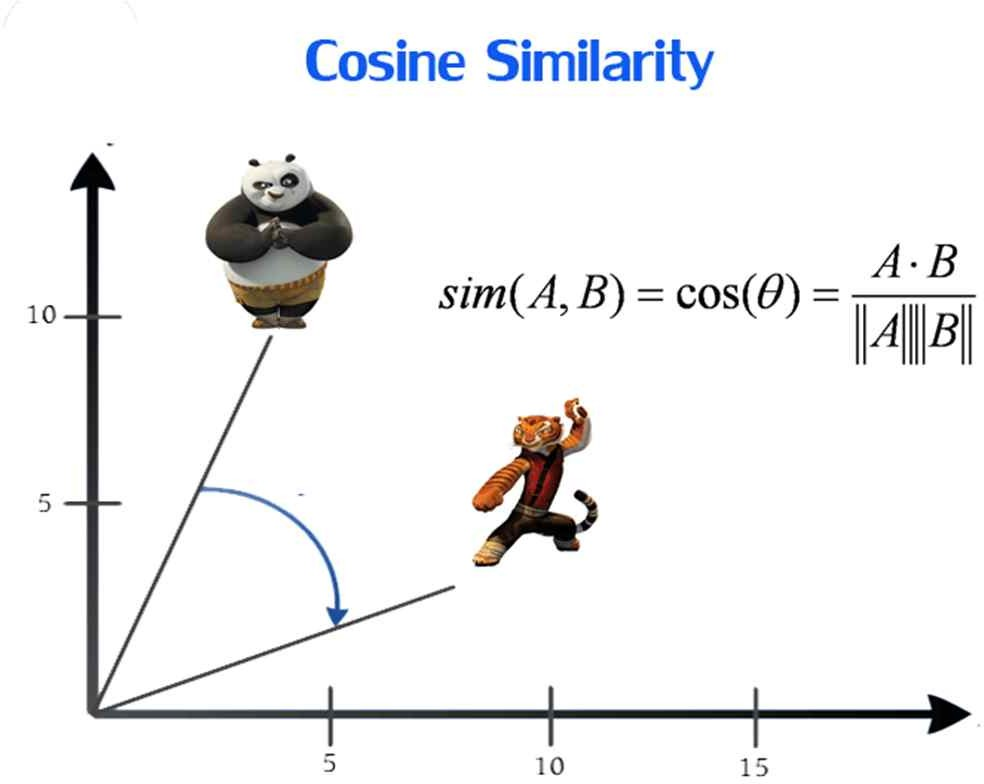 Cosine Similarity
sim(A, B) = cos(θ) = A · B / ‖A‖‖B‖
10
5
5 10 15